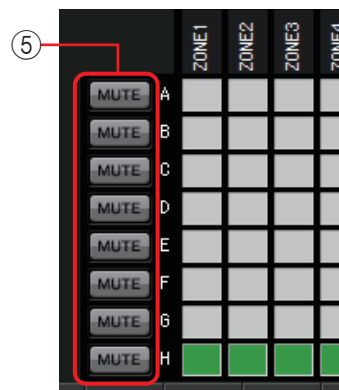 ZONE1 ZONE2 ZONE3 ZONE4
⑤
MUTE A
MUTE B
MUTE C
MUTE D
MUTE E
MUTE F
MUTE G
MUTE H